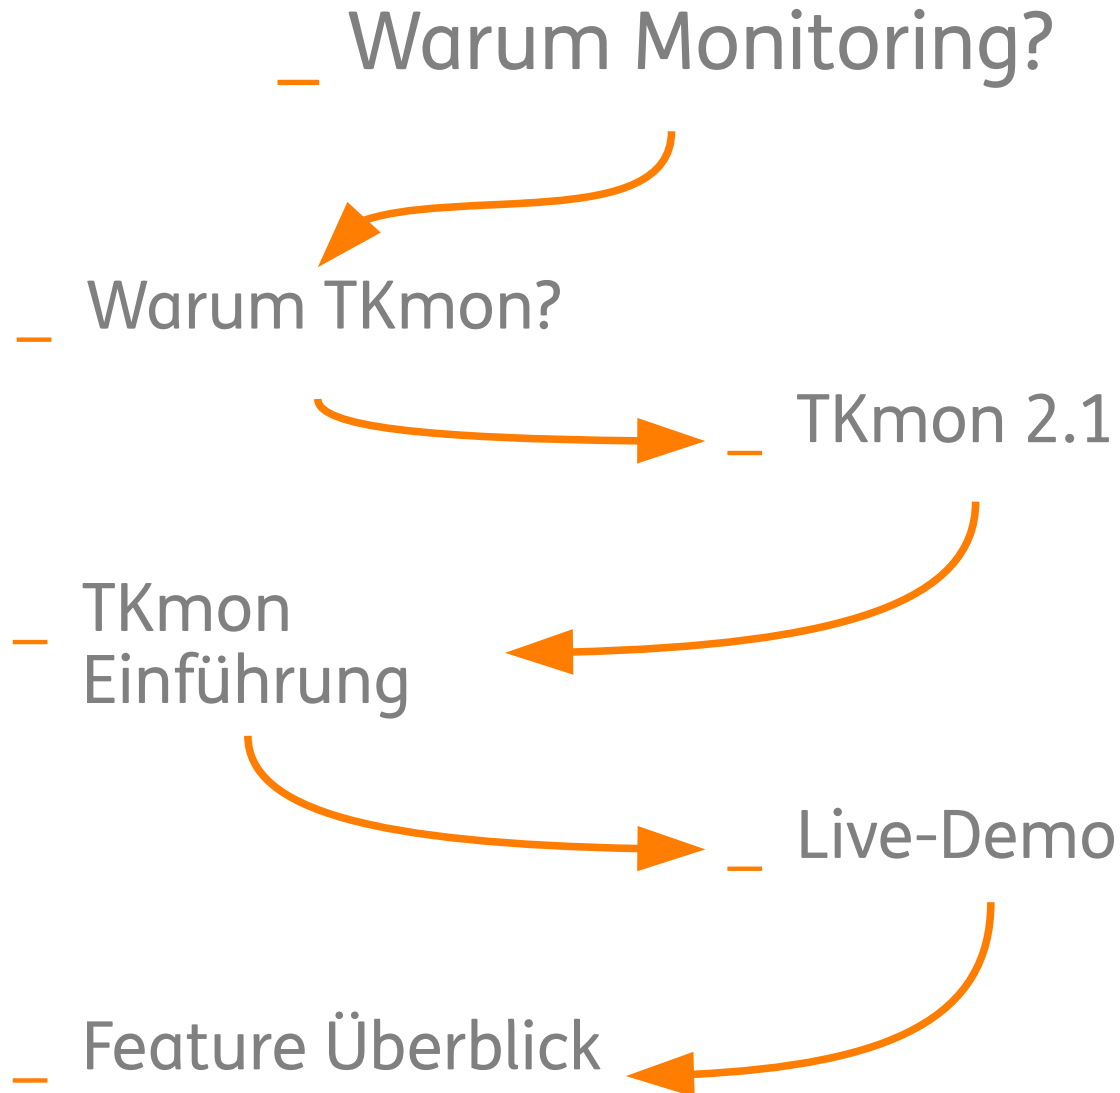 _ Warum Monitoring?
_ Warum TKmon?
_ TKmon 2.1
_ TKmon
Einführung
_ Live-Demo
_ Feature Überblick